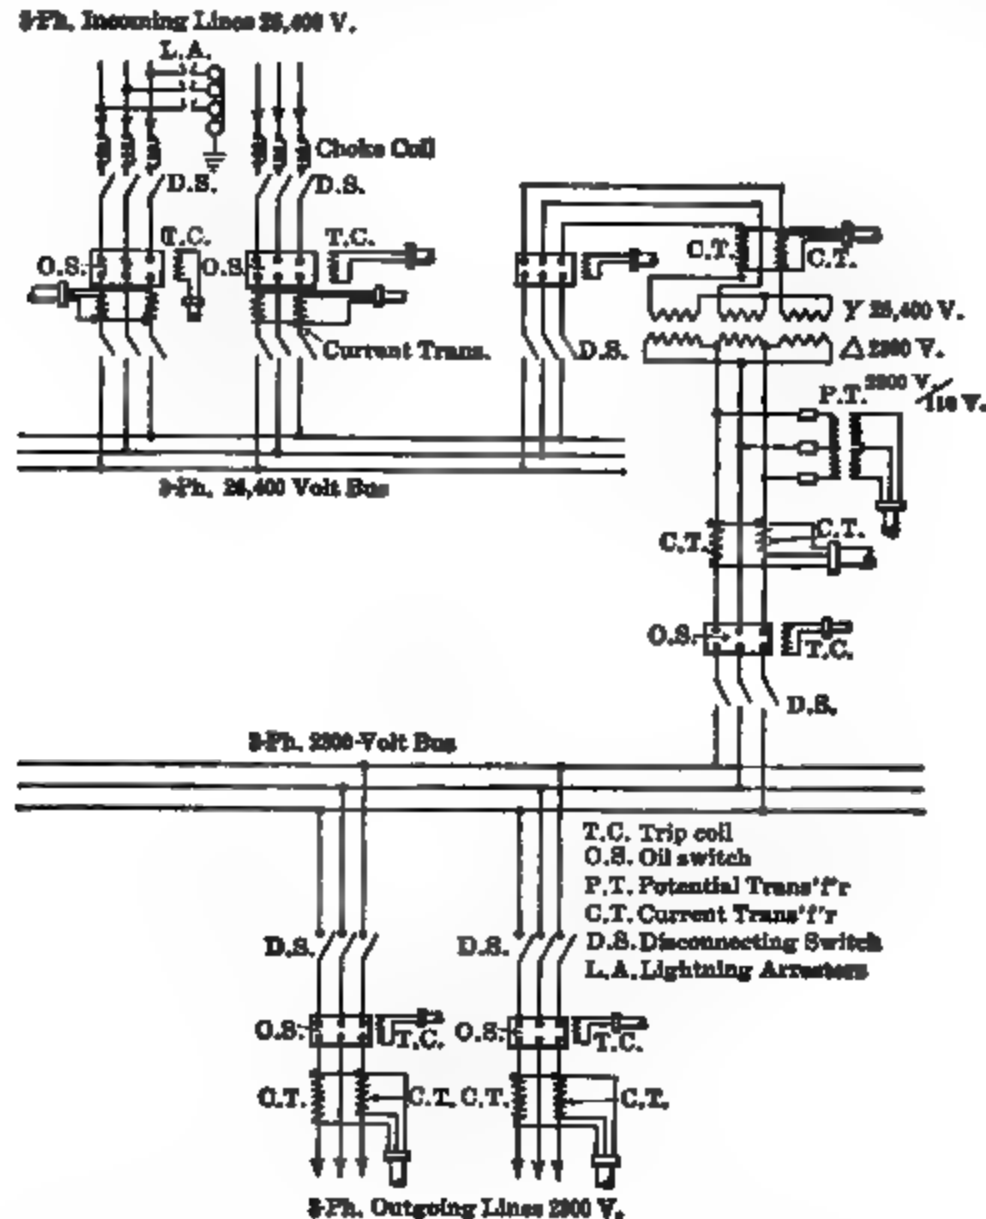 3-Ph. Incoming Lines 26,400 V.
L.A.
Choke Coil
D.S.
D.S.
T.C.
T.C.
O.S.
O.S.
C.T.
C.T.
Y 26,400 V.
Current Trans.
D.S.
△ 2300 V.
P.T. 2300 V/110 V.
3-Ph. 26,400 Volt Bus
C.T.
C.T.
O.S.
T.C.
D.S.
3-Ph. 2300-Volt Bus
T.C. Trip coil
O.S. Oil switch
P.T. Potential Trans'f'r
C.T. Current Trans'f'r
D.S. Disconnecting Switch
L.A. Lightning Arresters
D.S.
D.S.
O.S.
T.C.
O.S.
T.C.
C.T.
C.T.
C.T.
C.T.
3-Ph. Outgoing Lines 2300 V.